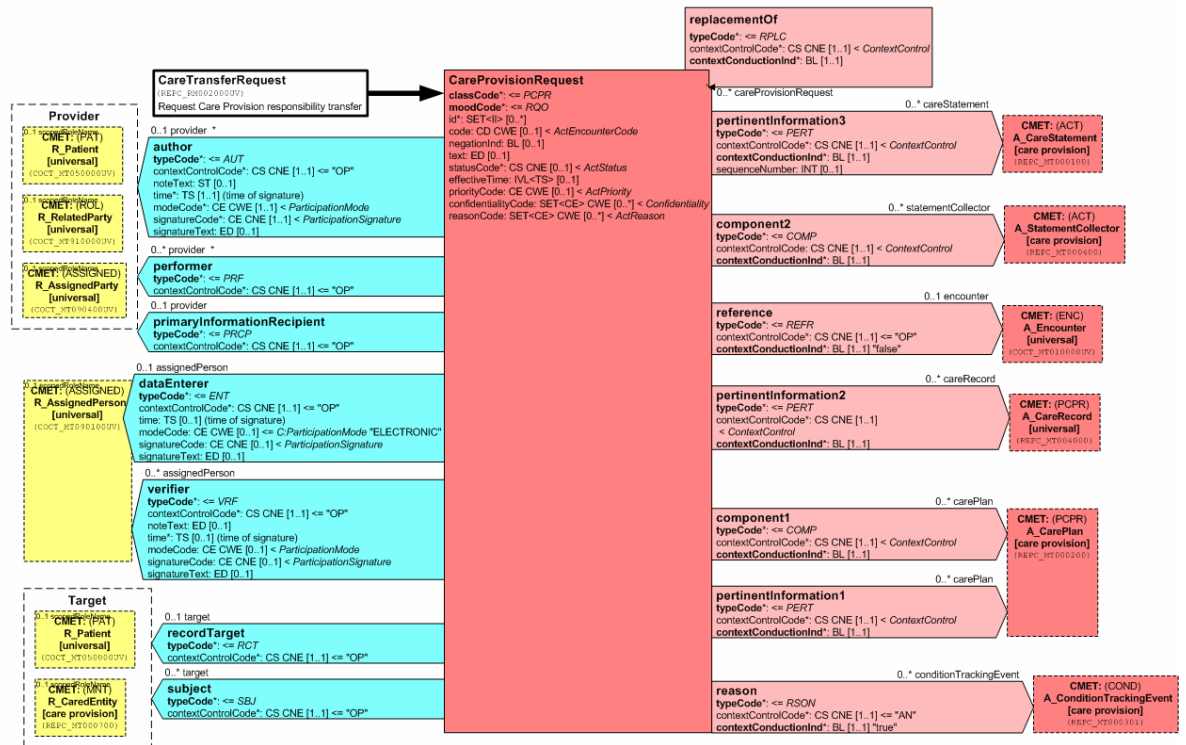 replacementOf
typeCode*: <= RPLC
contextControlCode*: CS CNE [1..1] < ContextControl
contextConductionInd*: BL [1..1]
CareTransferRequest
(REPC_RM002000UV)
Request Care Provision responsibility transfer
CareProvisionRequest
classCode*: <= PCPR
moodCode*: <= RQO
id*: SET<II> [0..*]
code: CD CWE [0..1] < ActEncounterCode
negationInd: BL [0..1]
text: ED [0..1]
statusCode*: CS CNE [0..1] < ActStatus
effectiveTime: IVL<TS> [0..1]
priorityCode: CE CWE [0..1] < ActPriority
confidentialityCode: SET<CE> CWE [0..*] < Confidentiality
reasonCode: SET<CE> CWE [0..*] < ActReason
0..* careProvisionRequest
Provider
0..1 scopedRoleName
CMET: (PAT)
R_Patient
[universal]
(COCT_MT050000UV)
0..1 scopedRoleName
CMET: (ROL)
R_RelatedParty
[universal]
(COCT_MT910000UV)
0..1 scopedRoleName
CMET: (ASSIGNED)
R_AssignedParty
[universal]
(COCT_MT090400UV)
0..1 provider *
author
typeCode*: <= AUT
contextControlCode*: CS CNE [1..1] <= "OP"
noteText: ST [0..1]
time*: TS [1..1] (time of signature)
modeCode*: CE CWE [1..1] < ParticipationMode
signatureCode*: CE CNE [1..1] < ParticipationSignature
signatureText: ED [0..1]
0..* provider *
performer
typeCode*: <= PRF
contextControlCode*: CS CNE [1..1] <= "OP"
0..1 provider
primaryInformationRecipient
typeCode*: <= PRCP
contextControlCode*: CS CNE [1..1] <= "OP"
0..1 assignedPerson
dataEnterer
typeCode*: <= ENT
contextControlCode*: CS CNE [1..1] <= "OP"
time: TS [0..1] (time of signature)
modeCode: CE CWE [0..1] <= C:ParticipationMode "ELECTRONIC"
signatureCode: CE CNE [0..1] < ParticipationSignature
signatureText: ED [0..1]
0..1 scopedRoleName
CMET: (ASSIGNED)
R_AssignedPerson
[universal]
(COCT_MT090100UV)
0..* assignedPerson
verifier
typeCode*: <= VRF
contextControlCode*: CS CNE [1..1] <= "OP"
noteText: ED [0..1]
time*: TS [1..1] (time of signature)
modeCode: CE CWE [0..1] < ParticipationMode
signatureCode: CE CNE [0..1] < ParticipationSignature
signatureText: ED [0..1]
Target
0..1 scopedRoleName
CMET: (PAT)
R_Patient
[universal]
(COCT_MT050000UV)
0..1 scopedRoleName
CMET: (MNT)
R_CaredEntity
[care provision]
(REPC_MT000700)
0..1 target
recordTarget
typeCode*: <= RCT
contextControlCode*: CS CNE [1..1] <= "OP"
0..* target
subject
typeCode*: <= SBJ
contextControlCode*: CS CNE [1..1] <= "OP"
0..* careStatement
pertinentInformation3
typeCode*: <= PERT
contextControlCode*: CS CNE [1..1] < ContextControl
contextConductionInd*: BL [1..1]
sequenceNumber: INT [0..1]
CMET: (ACT)
A_CareStatement
[care provision]
(REPC_MT000100)
0..* statementCollector
component2
typeCode*: <= COMP
contextControlCode: CS CNE [1..1] < ContextControl
contextConductionInd*: BL [1..1]
CMET: (ACT)
A_StatementCollector
[care provision]
(REPC_MT000400)
0..1 encounter
reference
typeCode*: <= REFR
contextControlCode*: CS CNE [1..1] <= "OP"
contextConductionInd*: BL [1..1] "false"
CMET: (ENC)
A_Encounter
[universal]
(COCT_MT010000UV)
0..* careRecord
pertinentInformation2
typeCode*: <= PERT
contextControlCode*: CS CNE [1..1]
< ContextControl
contextConductionInd*: BL [1..1]
CMET: (PCPR)
A_CareRecord
[universal]
(REPC_MT004000)
0..* carePlan
component1
typeCode*: <= COMP
contextControlCode*: CS CNE [1..1] < ContextControl
contextConductionInd*: BL [1..1]
CMET: (PCPR)
A_CarePlan
[care provision]
(REPC_MT000200)
0..* carePlan
pertinentInformation1
typeCode*: <= PERT
contextControlCode*: CS CNE [1..1] < ContextControl
contextConductionInd*: BL [1..1]
0..* conditionTrackingEvent
reason
typeCode*: <= RSON
contextControlCode*: CS CNE [1..1] <= "AN"
contextConductionInd*: BL [1..1] "true"
CMET: (COND)
A_ConditionTrackingEvent
[care provision]
(REPC_MT000301)